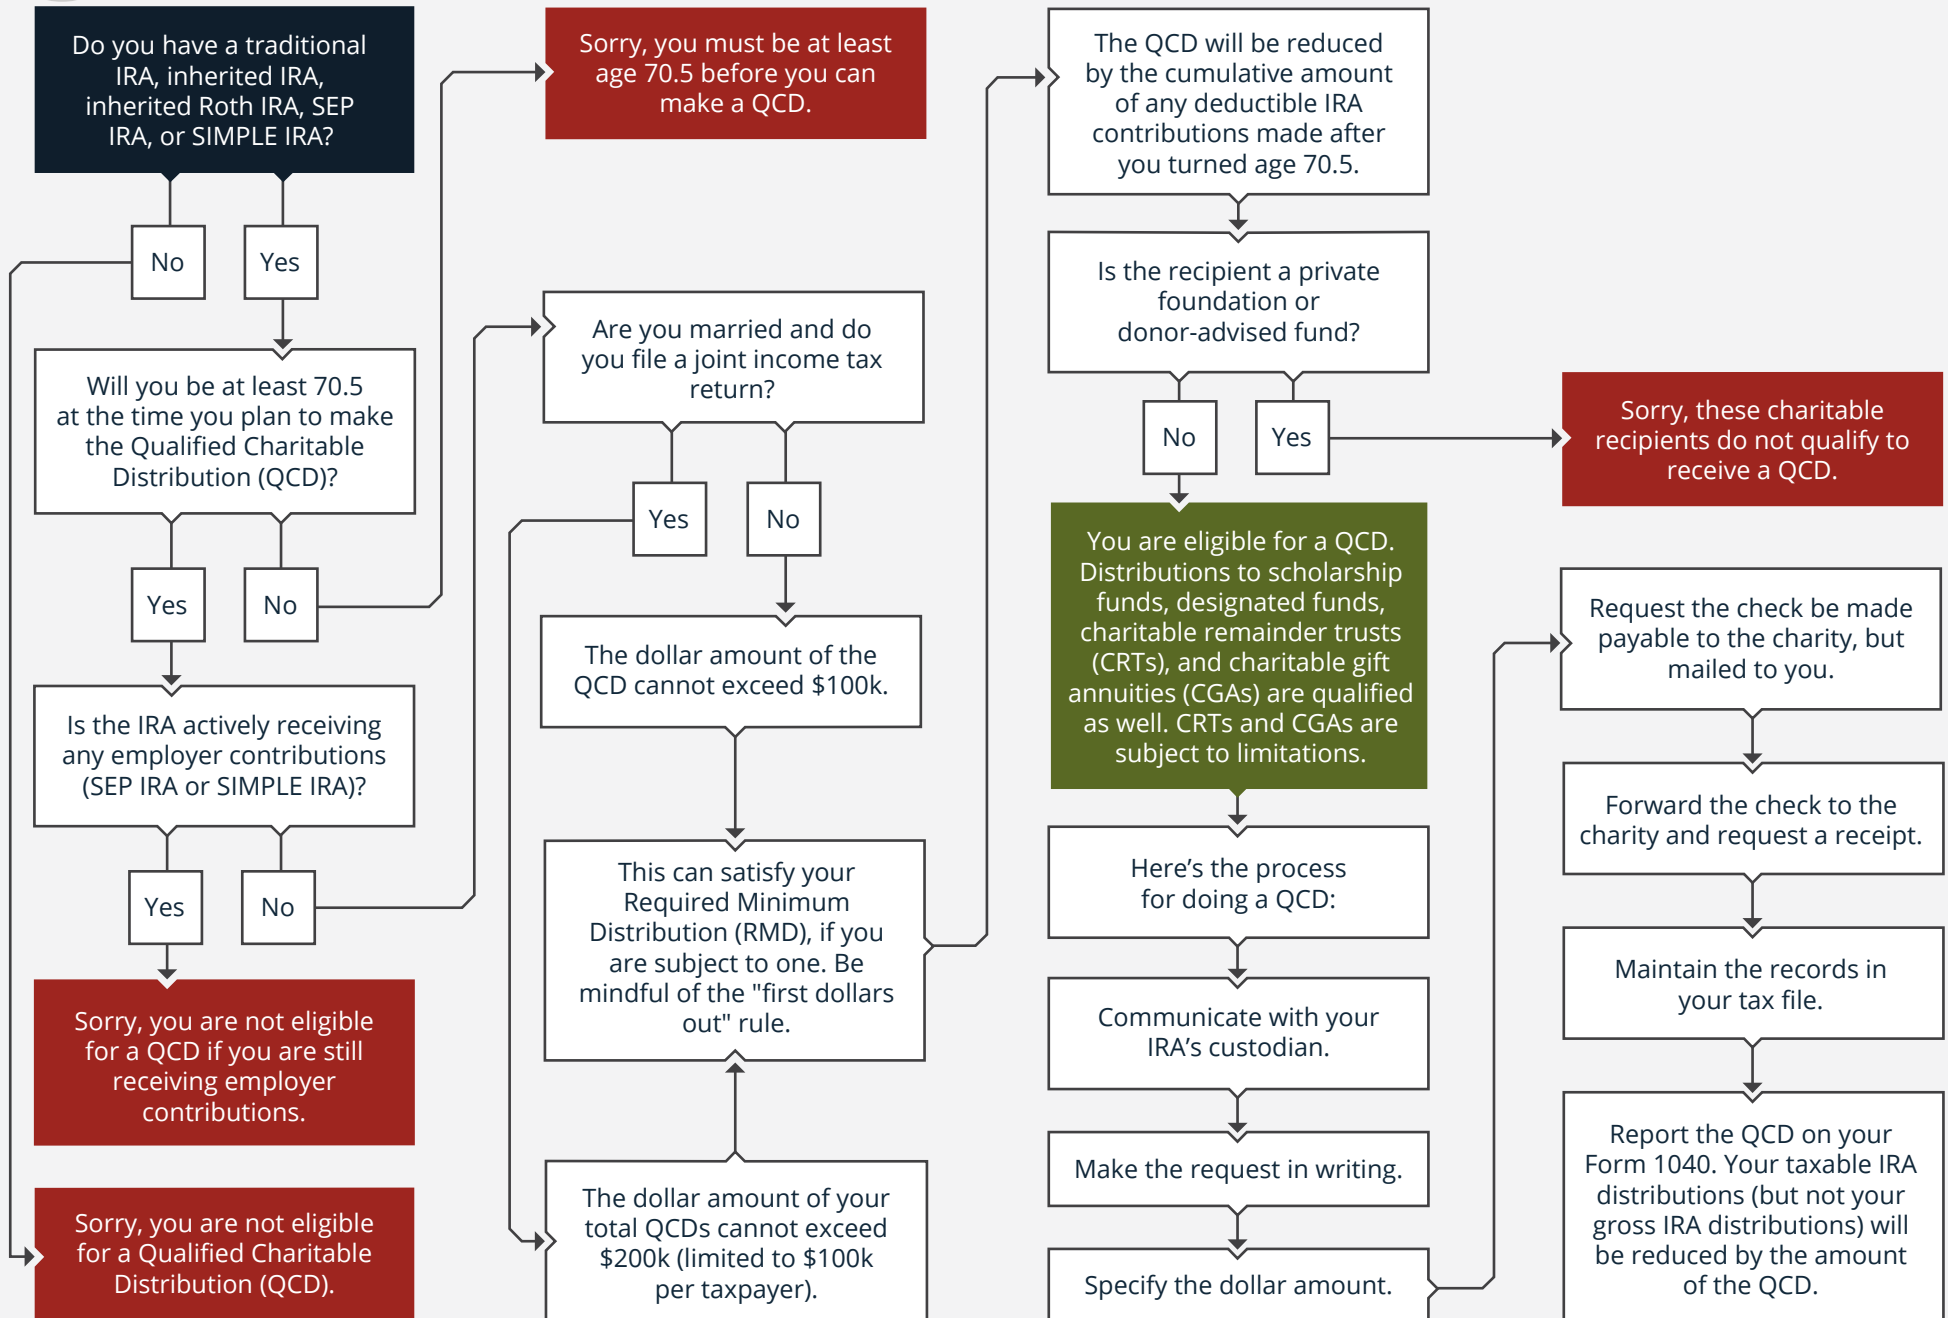 Do you have a traditional
IRA, inherited IRA,
inherited Roth IRA, SEP
IRA, or SIMPLE IRA?
No
Yes
Will you be at least 70.5
at the time you plan to make
the Qualified Charitable
Distribution (QCD)?
Yes
No
Is the IRA actively receiving
any employer contributions
(SEP IRA or SIMPLE IRA)?
Yes
No
Sorry, you are not eligible
for a QCD if you are still
receiving employer
contributions.
Sorry, you are not eligible
for a Qualified Charitable
Distribution (QCD).
Sorry, you must be at least
age 70.5 before you can
make a QCD.
Are you married and do
you file a joint income tax
return?
Yes
No
The dollar amount of the
QCD cannot exceed $100k.
This can satisfy your
Required Minimum
Distribution (RMD), if you
are subject to one. Be
mindful of the "first dollars
out" rule.
The dollar amount of your
total QCDs cannot exceed
$200k (limited to $100k
per taxpayer).
The QCD will be reduced
by the cumulative amount
of any deductible IRA
contributions made after
you turned age 70.5.
Is the recipient a private
foundation or
donor-advised fund?
No
Yes
You are eligible for a QCD.
Distributions to scholarship
funds, designated funds,
charitable remainder trusts
(CRTs), and charitable gift
annuities (CGAs) are qualified
as well. CRTs and CGAs are
subject to limitations.
Here’s the process
for doing a QCD:
Communicate with your
IRA’s custodian.
Make the request in writing.
Specify the dollar amount.
Sorry, these charitable
recipients do not qualify to
receive a QCD.
Request the check be made
payable to the charity, but
mailed to you.
Forward the check to the
charity and request a receipt.
Maintain the records in
your tax file.
Report the QCD on your
Form 1040. Your taxable IRA
distributions (but not your
gross IRA distributions) will
be reduced by the amount
of the QCD.